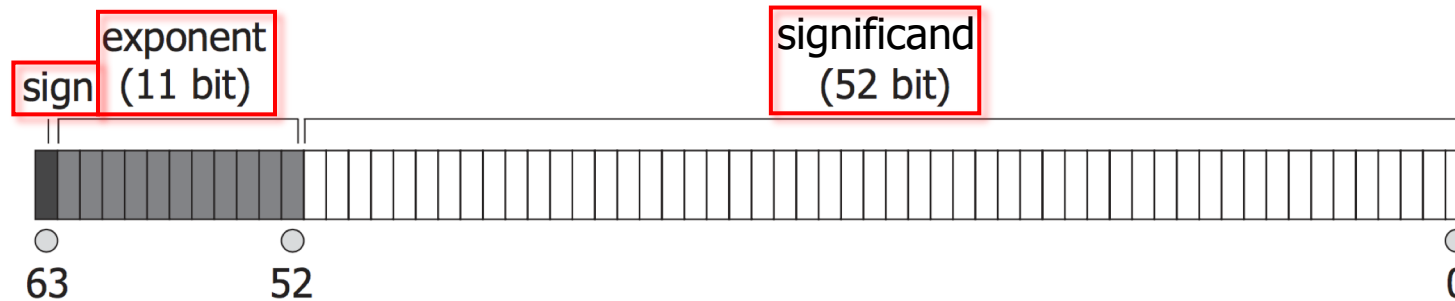 exponent
sign (11 bit)
significand
(52 bit)
63
52